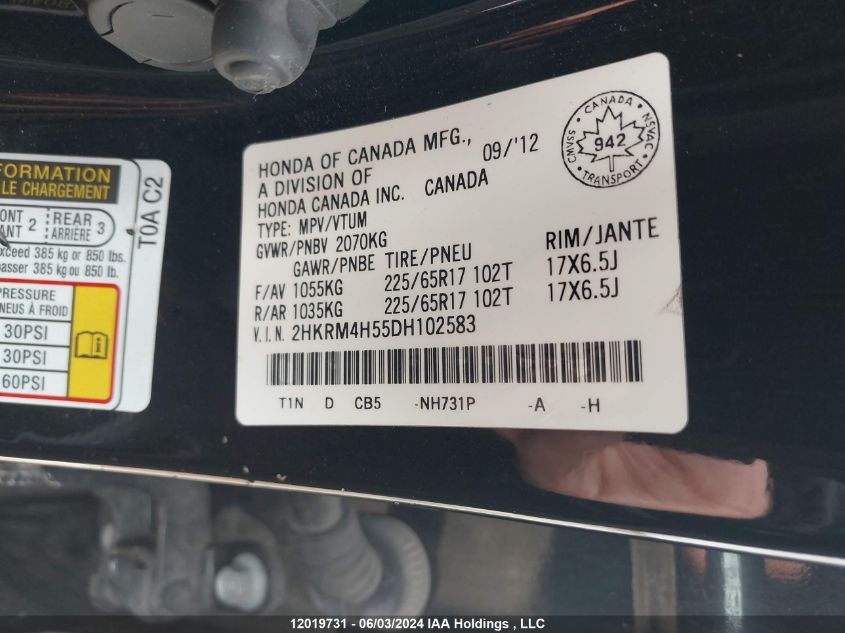 FORMATION
LE CHARGEMENT
2 REAR 3
ARRIÈRE
exceed 385 kg or 850 lbs.
passer 385 kg ou 850 lb.
PRESSURE
PNEUS À FROID
30PSI
30PSI
60PSI
T0A C2
HONDA OF CANADA MFG., 09/'12
A DIVISION OF
HONDA CANADA INC. CANADA
TYPE: MPV/VTUM
GVWR/PNBV 2070KG
GAWR/PNBE TIRE/PNEU RIM/JANTE
F/AV 1055KG 225/65R17 102T 17X6.5J
R/AR 1035KG 225/65R17 102T 17X6.5J
V.I.N. 2HKRM4H55DH102583
T1N D CB5 -NH731P -A -H
CANADA
CMVSS NSVAC
942
TRANSPORT
12019731 - 06/03/2024 IAA Holdings , LLC